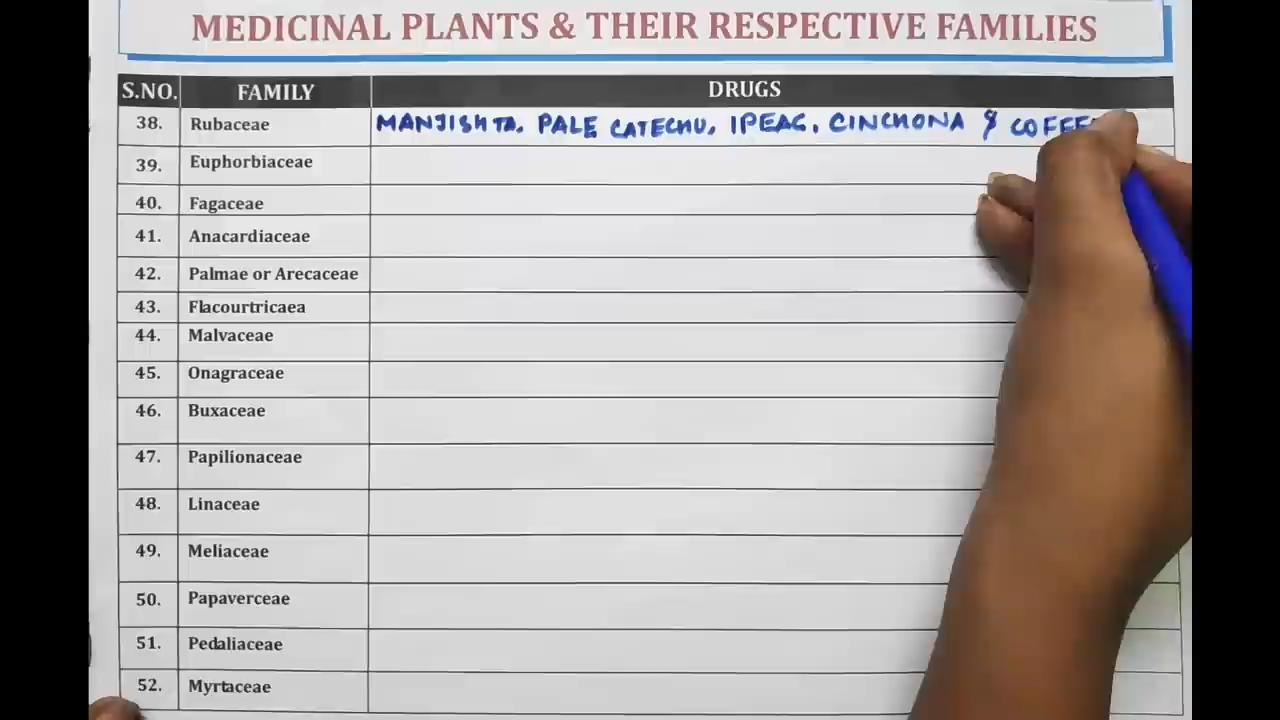 MEDICINAL PLANTS & THEIR RESPECTIVE FAMILIES
S.NO. FAMILY DRUGS
38. Rubaceae MANJISHTA, PALE CATECHU, IPEAC, CINCHONA & COFFEE
39. Euphorbiaceae
40. Fagaceae
41. Anacardiaceae
42. Palmae or Arecaceae
43. Flacourtricaea
44. Malvaceae
45. Onagraceae
46. Buxaceae
47. Papilionaceae
48. Linaceae
49. Meliaceae
50. Papaverceae
51. Pedaliaceae
52. Myrtaceae